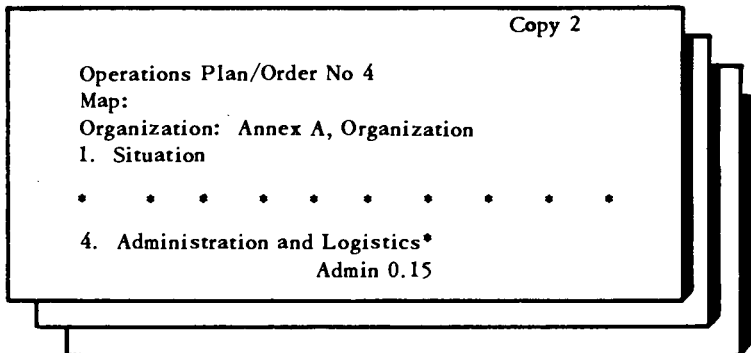 Copy 2
Operations Plan/Order No 4
Map:
Organization: Annex A, Organization
1. Situation
* * * * * * * * * *
4. Administration and Logistics*
Admin 0.15